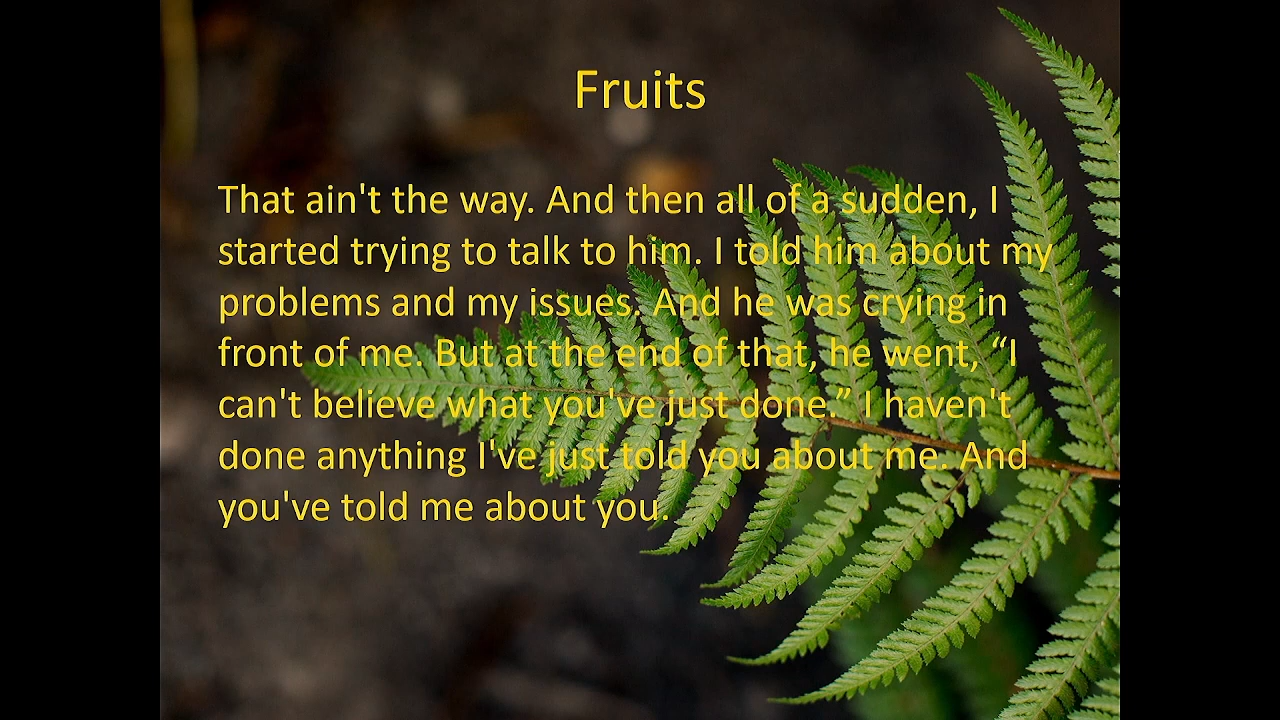 Fruits
That ain't the way. And then all of a sudden, I
started trying to talk to him. I told him about my
problems and my issues. And he was crying in
front of me. But at the end of that, he went, “I
can't believe what you've just done.” I haven't
done anything I've just told you about me. And
you've told me about you.